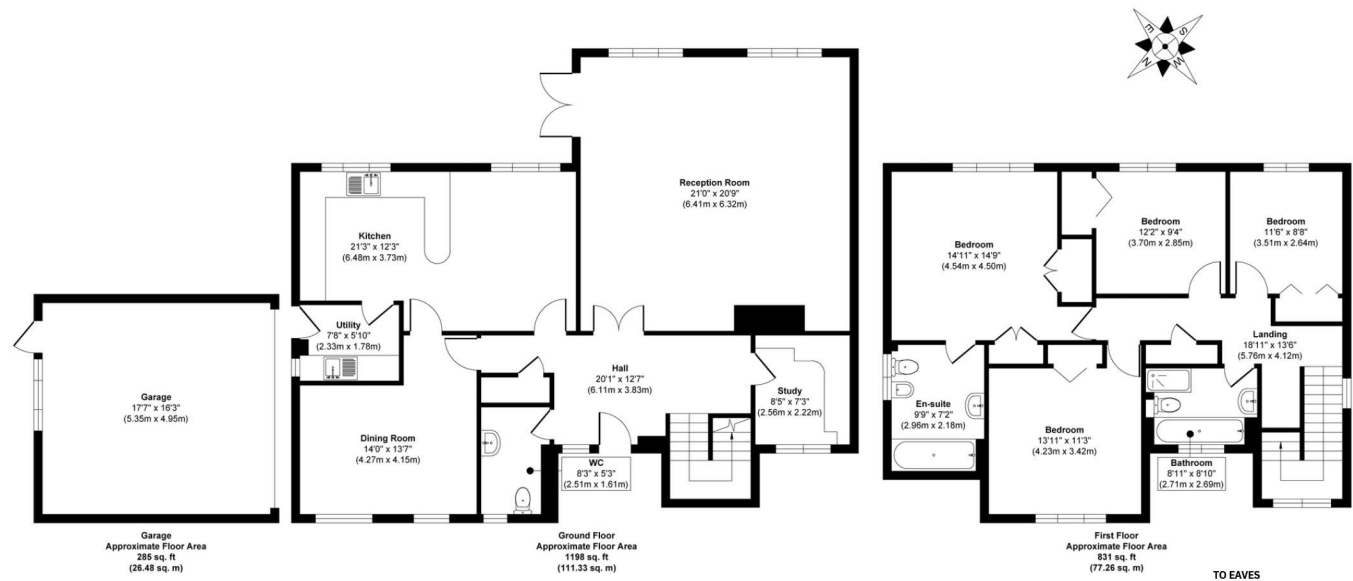 S
E
W
N
Reception Room
21'0" x 20'9"
(6.41m x 6.32m)
Kitchen
21'3" x 12'3"
(6.48m x 3.73m)
Utility
7'8" x 5'10"
(2.33m x 1.78m)
Garage
17'7" x 16'3"
(5.35m x 4.95m)
Dining Room
14'0" x 13'7"
(4.27m x 4.15m)
Hall
20'1" x 12'7"
(6.11m x 3.83m)
Study
8'5" x 7'3"
(2.56m x 2.22m)
WC
8'3" x 5'3"
(2.51m x 1.61m)
Bedroom
14'11" x 14'9"
(4.54m x 4.50m)
Bedroom
12'2" x 9'4"
(3.70m x 2.85m)
Bedroom
11'6" x 8'8"
(3.51m x 2.64m)
Landing
18'11" x 13'6"
(5.76m x 4.12m)
En-suite
9'9" x 7'2"
(2.96m x 2.18m)
Bedroom
13'11" x 11'3"
(4.23m x 3.42m)
Bathroom
8'11" x 8'10"
(2.71m x 2.69m)
Garage
Approximate Floor Area
285 sq. ft
(26.48 sq. m)
Ground Floor
Approximate Floor Area
1198 sq. ft
(111.33 sq. m)
First Floor
Approximate Floor Area
831 sq. ft
(77.26 sq. m)
TO EAVES